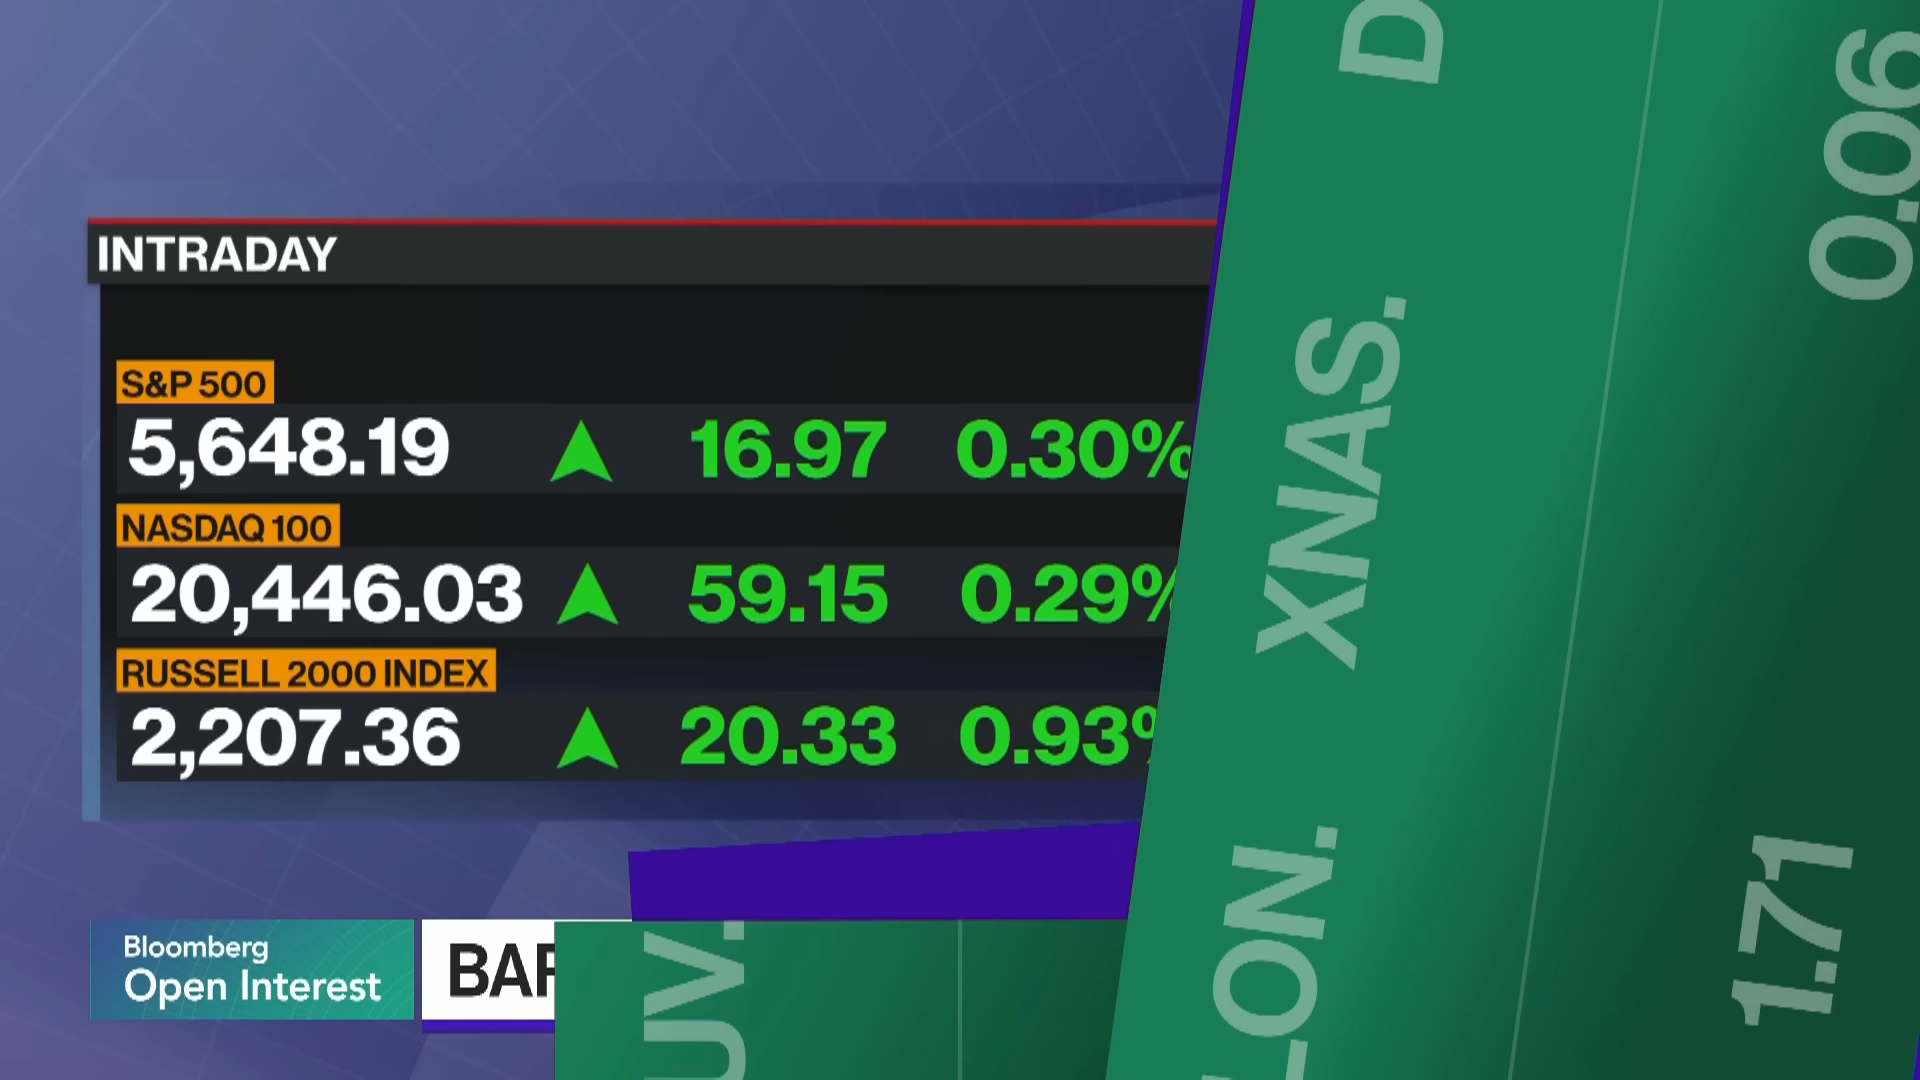 INTRADAY
S&P 500
5,648.19 16.97 0.30%
NASDAQ 100
20,446.03 59.15 0.29%
RUSSELL 2000 INDEX
2,207.36 20.33 0.93%
Bloomberg
Open Interest
XNAS.
0.06
1.71